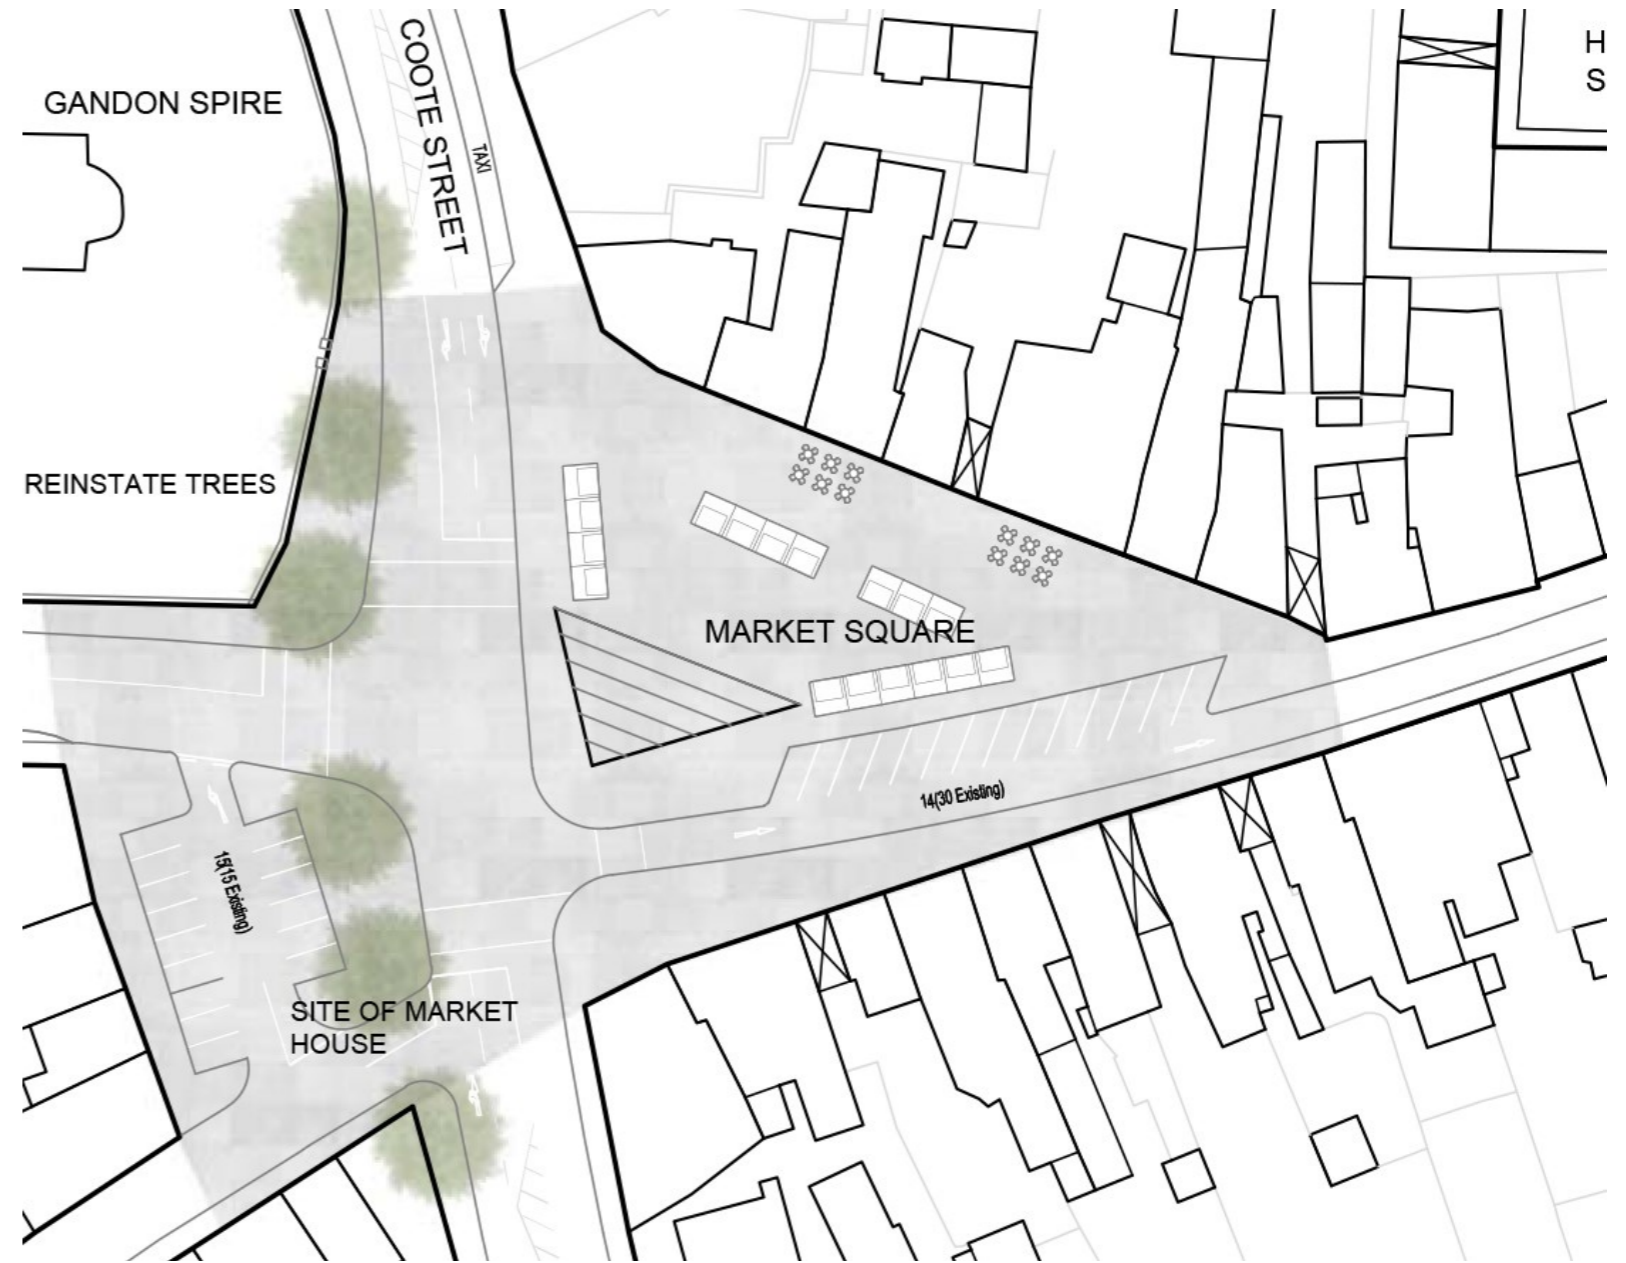 COOTE STREET
H
S
GANDON SPIRE
TAXI
REINSTATE TREES
MARKET SQUARE
14(30 Existing)
15(15 Existing)
SITE OF MARKET
HOUSE